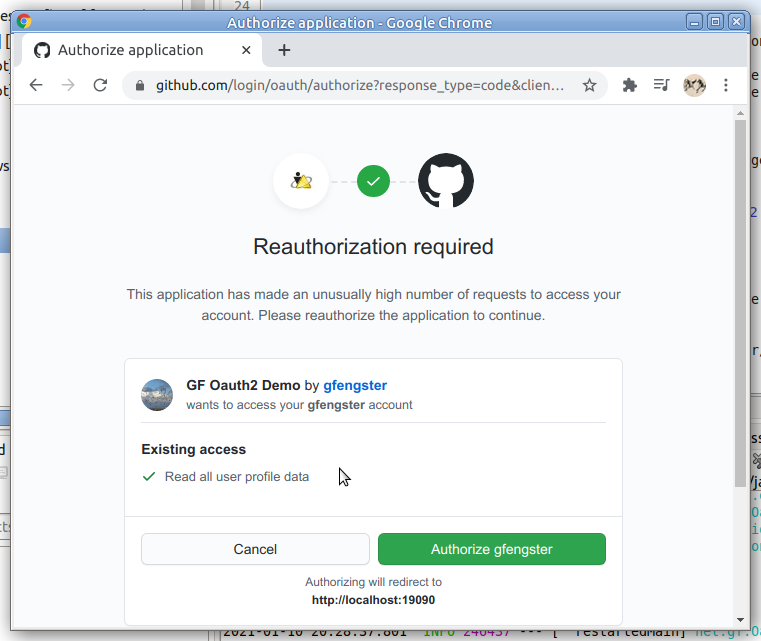 24
Authorize application - Google Chrome
Authorize application
github.com/login/oauth/authorize?response_type=code&clien...
Reauthorization required
This application has made an unusually high number of requests to access your
account. Please reauthorize the application to continue.
GF Oauth2 Demo by gfengster
wants to access your gfengster account
Existing access
Read all user profile data
Cancel
Authorize gfengster
Authorizing will redirect to
http://localhost:19090
2021-01-10 20:28:37.801 INFO 246437 --- [ restartedMain] net.gf.Oa